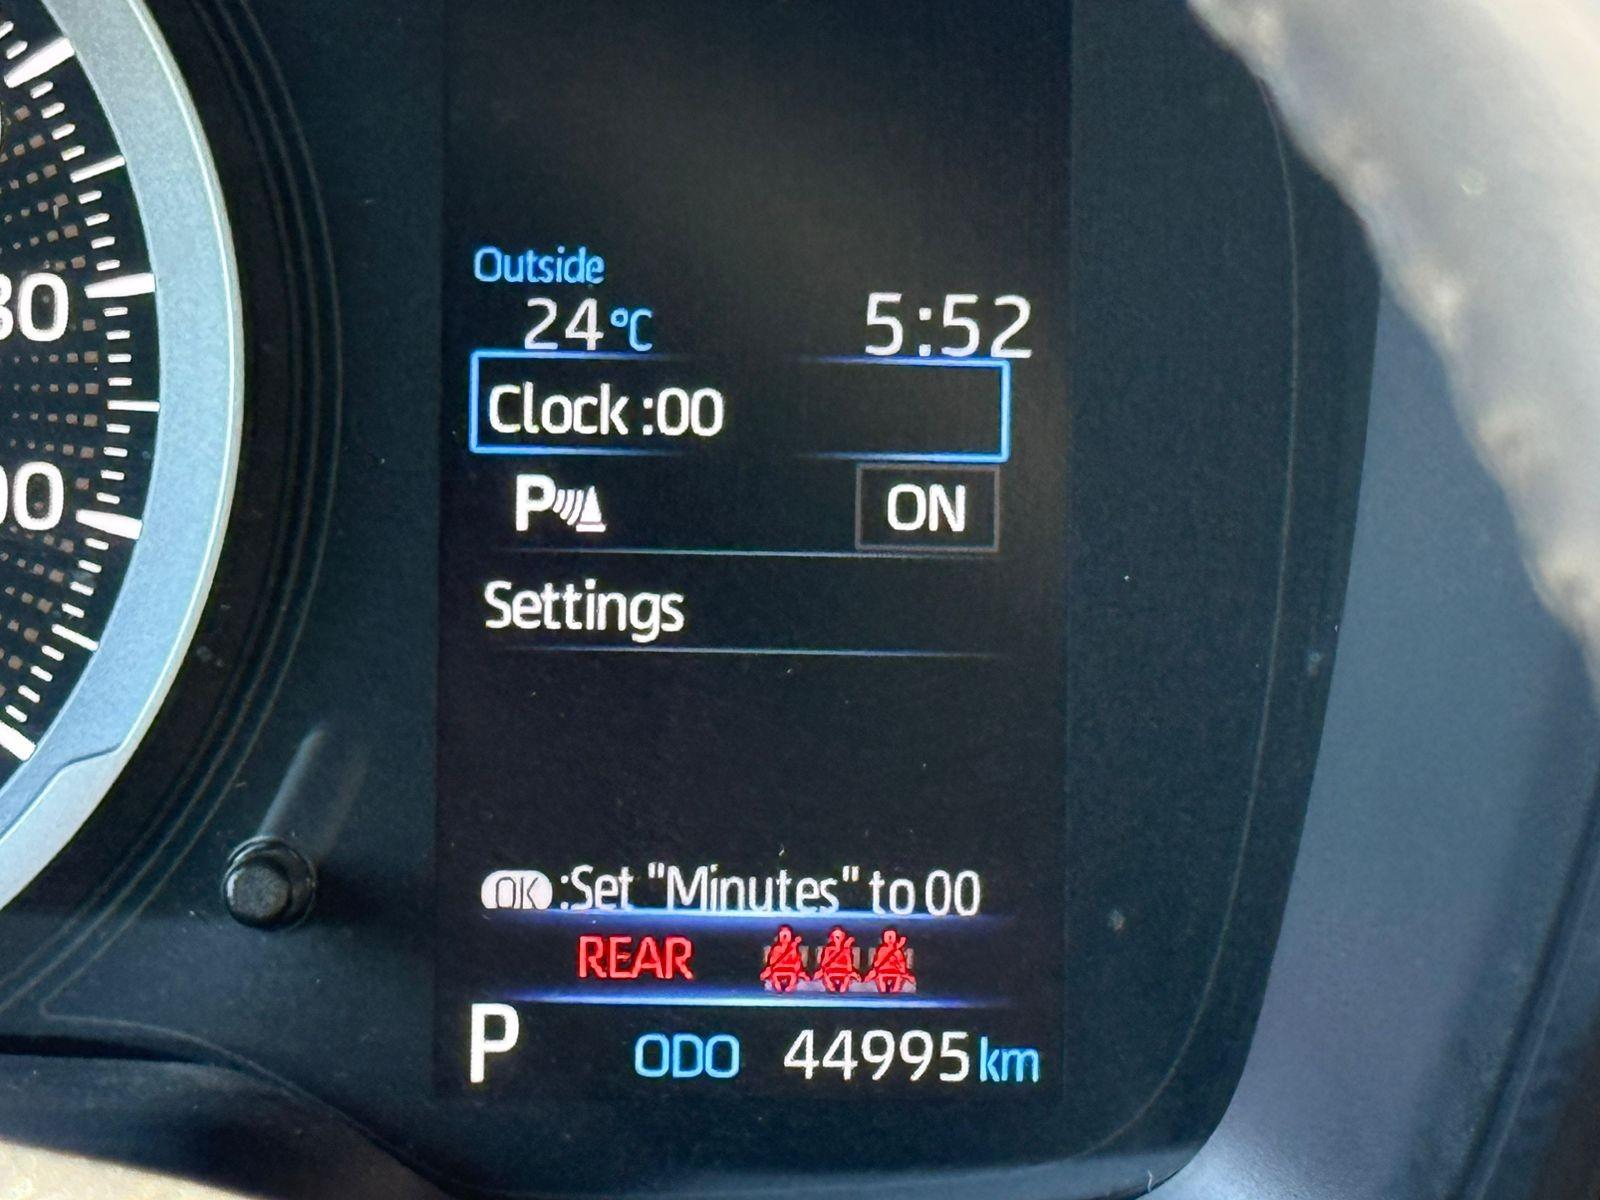 Outside
24°C 5:52
Clock :00
P ON
Settings
OK :Set "Minutes" to 00
REAR
P ODO 44995 km